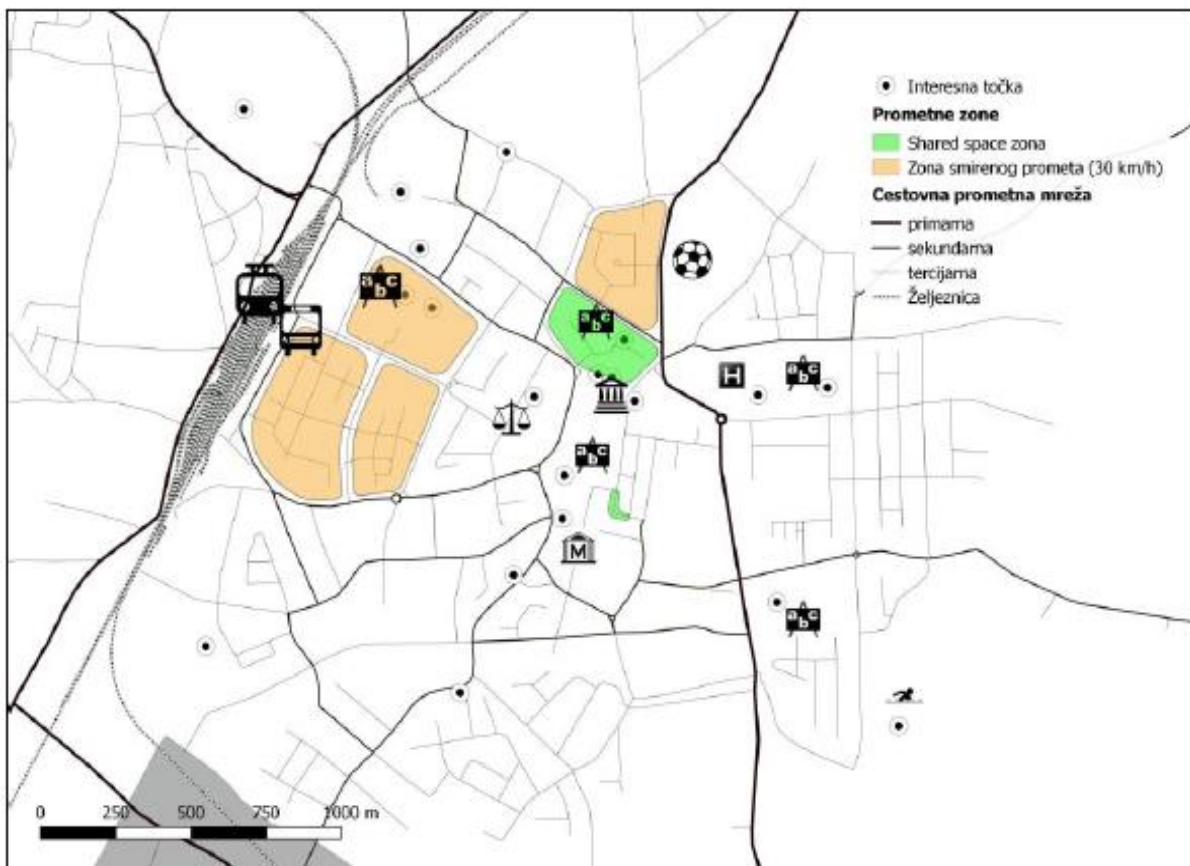 Interesna točka
Prometne zone
Shared space zona
Zona smirenog prometa (30 km/h)
Cestovna prometna mreža
primarna
sekundarna
tercijarna
Željeznica
a b c
a b c
H
a b c
a b c
M
a b c
0 250 500 750 1000 m